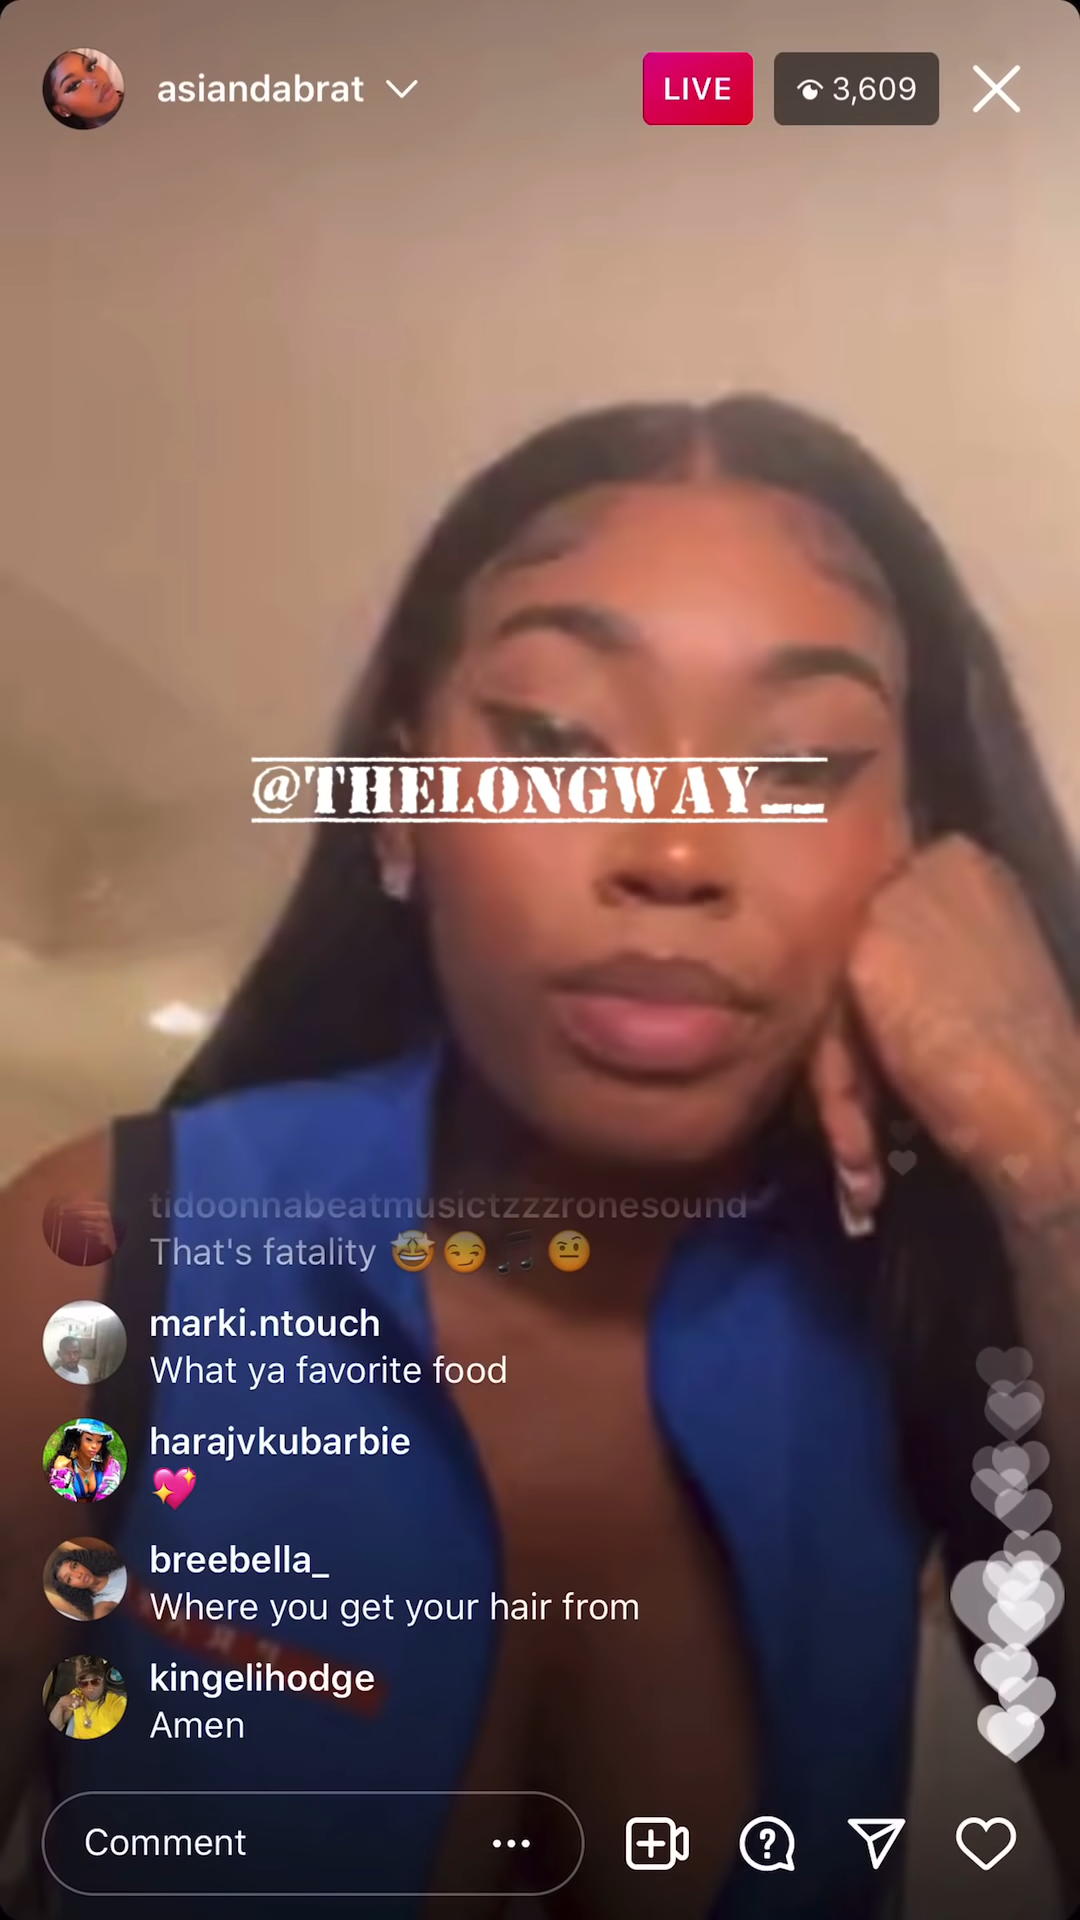 asiandabrat
LIVE
3,609
@THELONGWAY__
tidoonnabeatmusictzzzronesound
That's fatality 🤩😏🎵🤨
marki.ntouch
What ya favorite food
harajvkubarbie
💖
breebella_
Where you get your hair from
kingelihodge
Amen
Comment